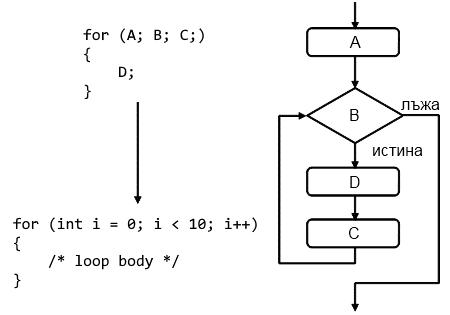 for (A; B; C;)
{
D;
}
for (int i = 0; i < 10; i++)
{
/* loop body */
}
A
B
лъжа
истина
D
C